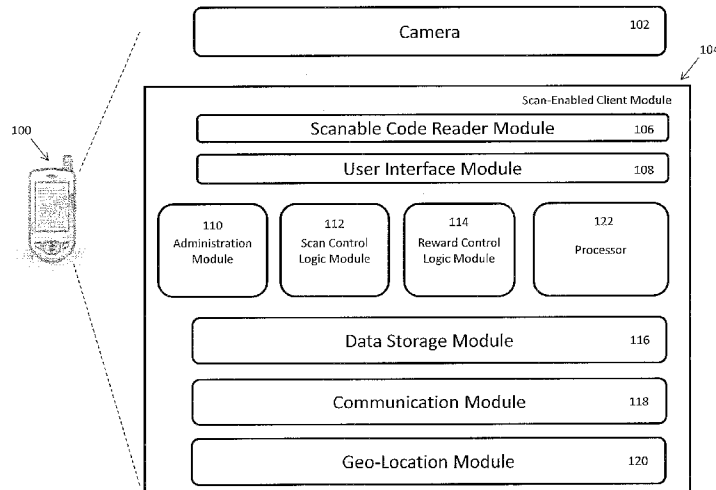 Camera 102
104
Scan-Enabled Client Module
100
Scanable Code Reader Module 106
User Interface Module 108
110 112 114 122
Administration Scan Control Reward Control Processor
Module Logic Module Logic Module
Data Storage Module 116
Communication Module 118
Geo-Location Module 120